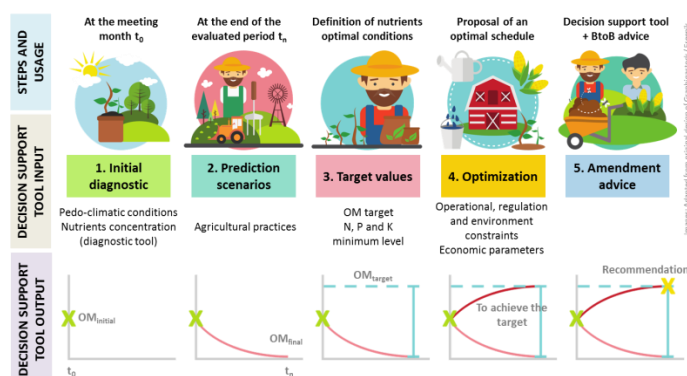 STEPS AND
USAGE
At the meeting
month t₀
At the end of the
evaluated period tₙ
Definition of nutrients
optimal conditions
Proposal of an
optimal schedule
Decision support tool
+ BtoB advice
DECISION SUPPORT
TOOL INPUT
1. Initial
diagnostic
2. Prediction
scenarios
3. Target values
4. Optimization
5. Amendment
advice
Pedo-climatic conditions
Nutrients concentration
(diagnostic tool)
Agricultural practices
OM target
N, P and K
minimum level
Operational, regulation
and environment
constraints
Economic parameters
DECISION SUPPORT
TOOL OUTPUT
OMinitial
t₀
OMfinal
tₙ
OMtarget
To achieve the
target
Recommendation